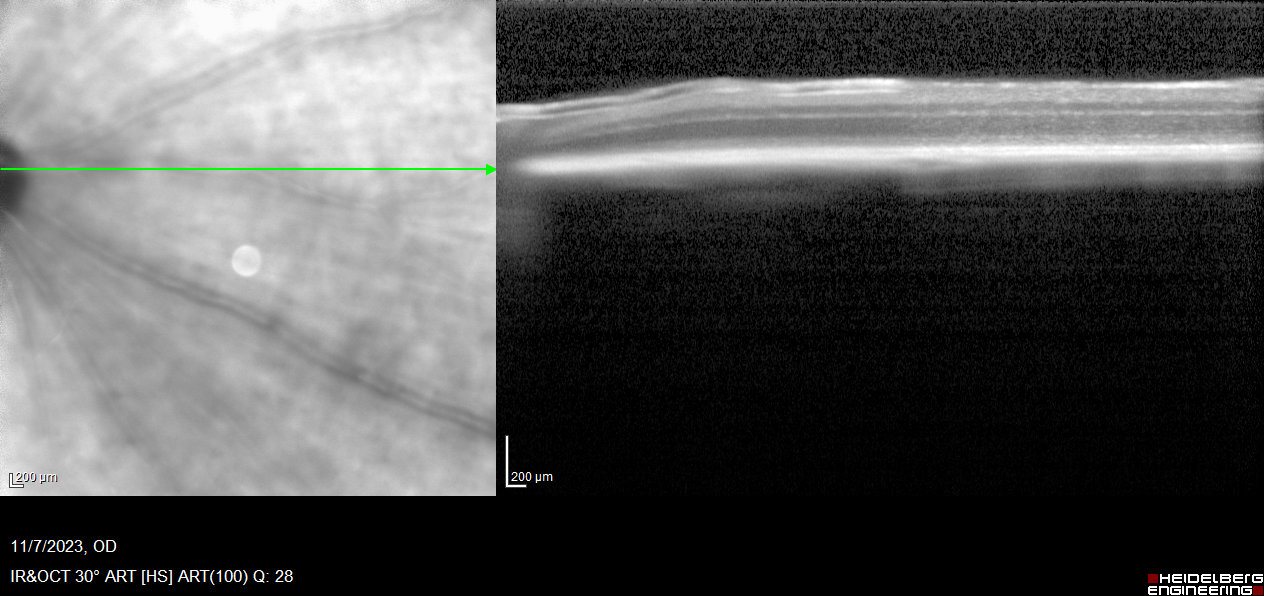 200 µm
200 µm
11/7/2023, OD
IR&OCT 30° ART [HS] ART(100) Q: 28
HEIDELBERG
ENGINEERING